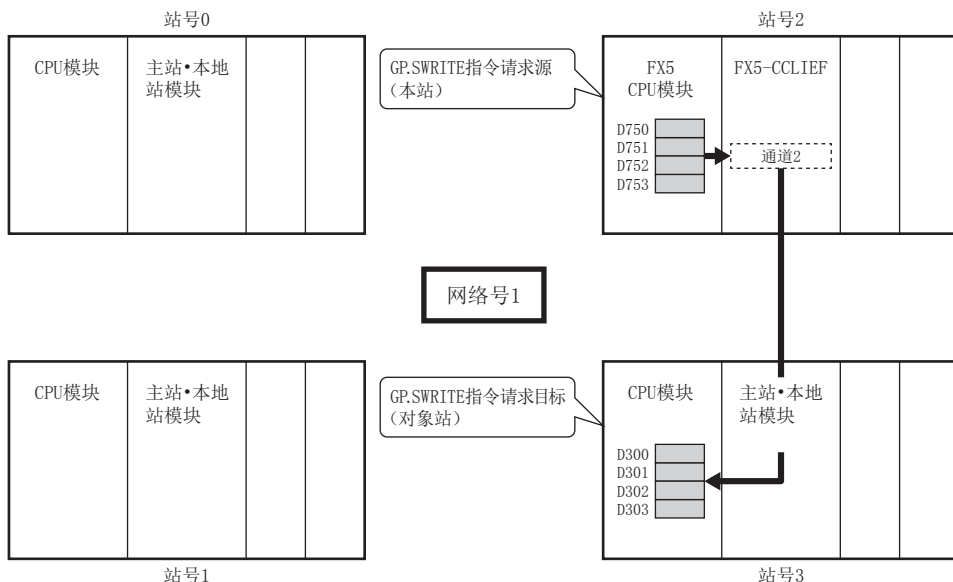 站号0
CPU模块
主站•本地
站模块
GP.SWRITE指令请求源
（本站）
站号2
FX5
CPU模块
FX5-CCLIEF
D750
D751
D752
D753
通道2
网络号1
CPU模块
主站•本地
站模块
站号1
GP.SWRITE指令请求目标
（对象站）
CPU模块
主站•本地
站模块
D300
D301
D302
D303
站号3